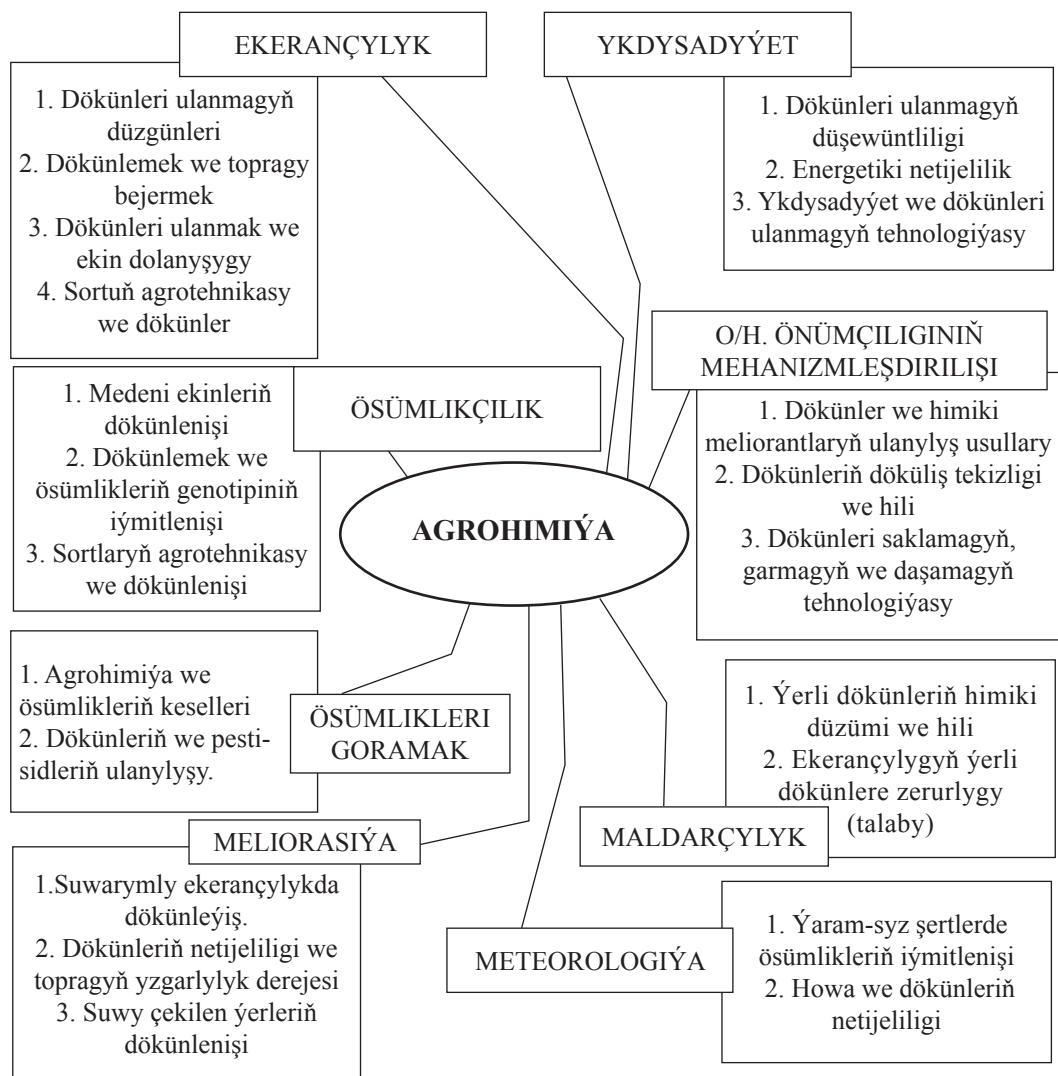 EKERANÇYLYK
1. Dökünleri ulanmagyň
düzgünleri
2. Dökünlemek we topragy
bejermek
3. Dökünleri ulanmak we
ekin dolanyşygy
4. Sortuň agrotehnikasy
we dökünler
YKDYSADYÝET
1. Dökünleri ulanmagyň
düşewüntliligi
2. Energetiki netijelilik
3. Ykdysadyýet we dökünleri
ulanmagyň tehnologiýasy
O/H. ÖNÜMÇILIGINIŇ
MEHANIZMLEŞDIRILIŞI
1. Dökünler we himiki
meliorantlaryň ulanylyş usullary
2. Dökünleriň döküliş tekizligi
we hili
3. Dökünleri saklamagyň,
garmagyň we daşamagyň
tehnologiýasy
ÖSÜMLIKÇILIK
1. Medeni ekinleriň
dökünlenişi
2. Dökünlemek we
ösümlikleriň genotipiniň
iýmitlenişi
3. Sortlaryň agrotehnikasy
we dökünlenişi
AGROHIMIÝA
ÖSÜMLIKLERI
GORAMAK
1. Agrohimiýa we
ösümlikleriň keselleri
2. Dökünleriň we pesti-
sidleriň ulanylyşy.
MALDARÇYLYK
1. Ýerli dökünleriň himiki
düzümi we hili
2. Ekerançylygyň ýerli
dökünlere zerurlygy
(talaby)
MELIORASIÝA
1.Suwarymly ekerançylykda
dökünleýiş.
2. Dökünleriň netijeliligi we
topragyň yzgarlylyk derejesi
3. Suwy çekilen ýerleriň
dökünlenişi
METEOROLOGIÝA
1. Ýaram-syz şertlerde
ösümlikleriň iýmitlenişi
2. Howa we dökünleriň
netijeliligi